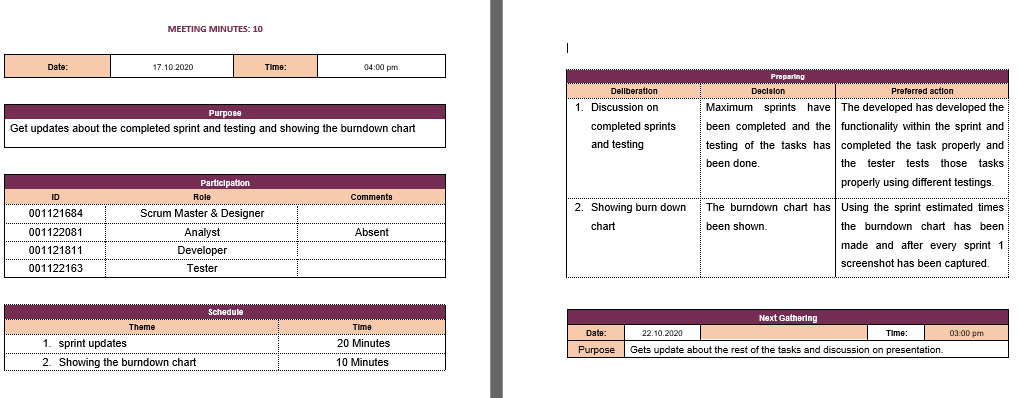 MEETING MINUTES: 10
Date: 17.10.2020 Time: 04:00 pm
Purpose
Get updates about the completed sprint and testing and showing the burndown chart
Participation
ID Role Comments
001121684 Scrum Master & Designer
001122081 Analyst Absent
001121811 Developer
001122163 Tester
Schedule
Theme Time
1. sprint updates 20 Minutes
2. Showing the burndown chart 10 Minutes
Preparing
Deliberation Decision Preferred action
1. Discussion on
completed sprints
and testing
Maximum sprints have
been completed and the
testing of the tasks has
been done.
The developed has developed the
functionality within the sprint and
completed the task properly and
the tester tests those tasks
properly using different testings.
2. Showing burn down
chart
The burndown chart has
been shown.
Using the sprint estimated times
the burndown chart has been
made and after every sprint 1
screenshot has been captured.
Next Gathering
Date: 22.10.2020 Time: 03:00 pm
Purpose Gets update about the rest of the tasks and discussion on presentation.